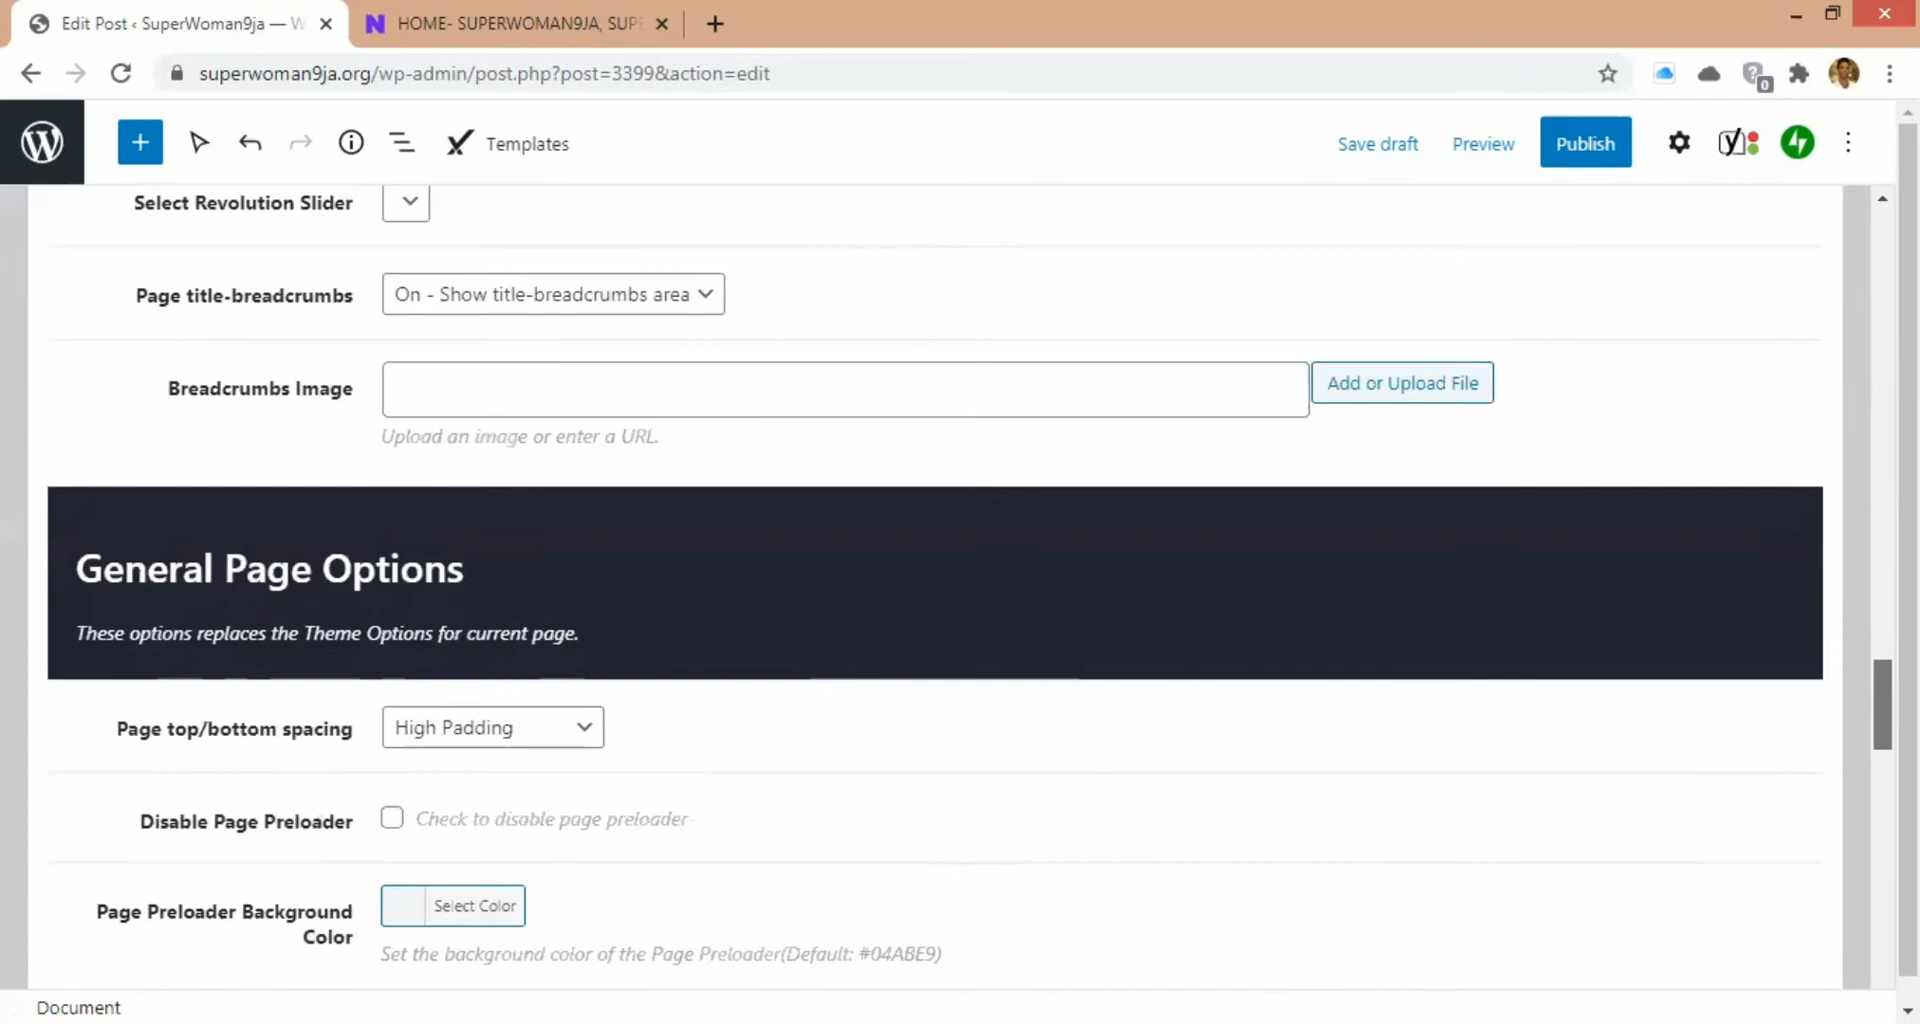 Edit Post ‹ SuperWoman9ja — W
HOME- SUPERWOMAN9JA, SUPE
superwoman9ja.org/wp-admin/post.php?post=3399&action=edit
0
Templates
Save draft
Preview
Publish
Select Revolution Slider
Page title-breadcrumbs
On - Show title-breadcrumbs area
Breadcrumbs Image
Add or Upload File
Upload an image or enter a URL.
General Page Options
These options replaces the Theme Options for current page.
Page top/bottom spacing
High Padding
Disable Page Preloader
Check to disable page preloader
Page Preloader Background
Color
Select Color
Set the background color of the Page Preloader(Default: #04ABE9)
Document